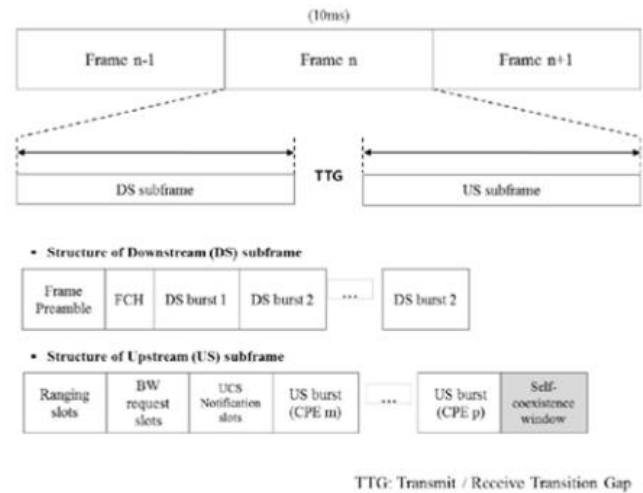 (10ms)
Frame n-1 Frame n Frame n+1
TTG
DS subframe US subframe
▪ Structure of Downstream (DS) subframe
Frame
Preamble
FCH
DS burst 1
DS burst 2
...
DS burst 2
▪ Structure of Upstream (US) subframe
Ranging
slots
BW
request
slots
UCS
Notification
slots
US burst
(CPE m)
...
US burst
(CPE p)
Self-
coexistence
window
TTG: Transmit / Receive Transition Gap